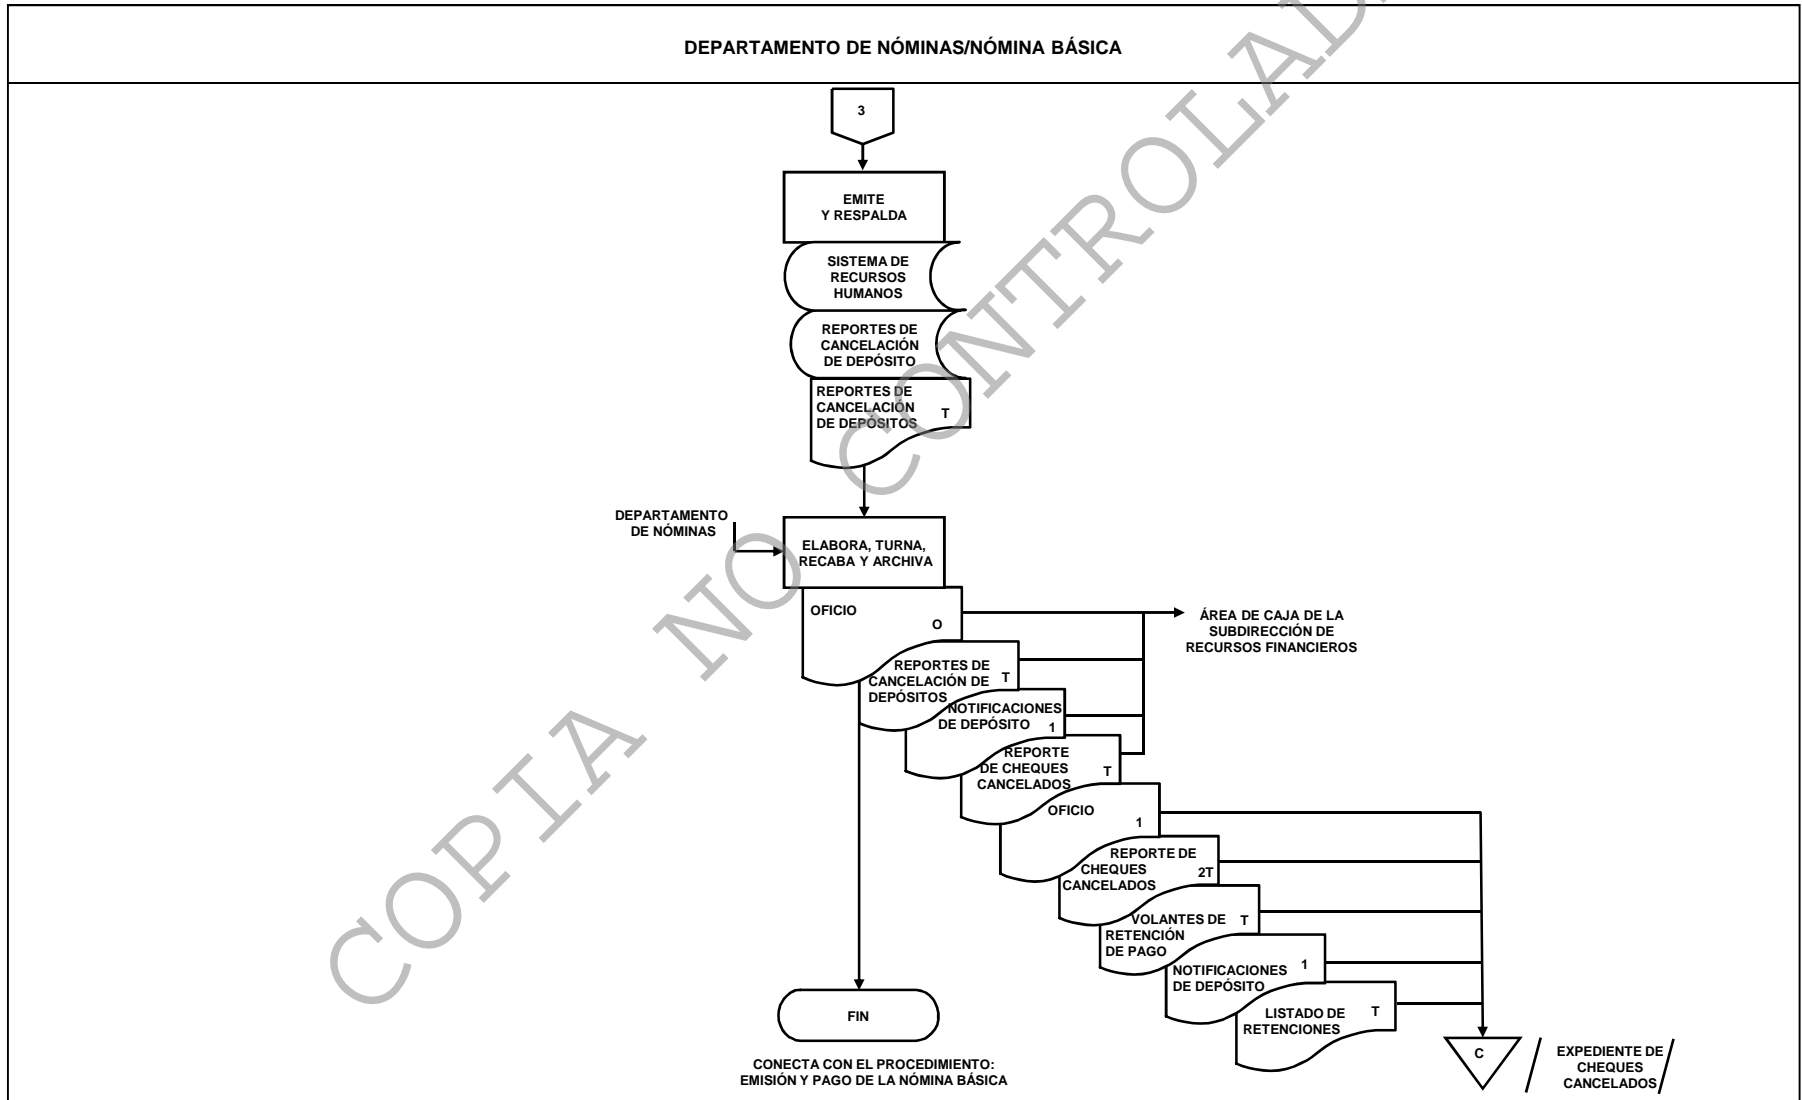 DEPARTAMENTO DE NÓMINAS/NÓMINA BÁSICA
3
EMITE
Y RESPALDA
SISTEMA DE
RECURSOS
HUMANOS
REPORTES DE
CANCELACIÓN
DE DEPÓSITO
REPORTES DE
CANCELACIÓN
DE DEPÓSITOS T
DEPARTAMENTO
DE NÓMINAS
ELABORA, TURNA,
RECABA Y ARCHIVA
OFICIO
O
ÁREA DE CAJA DE LA
SUBDIRECCIÓN DE
RECURSOS FINANCIEROS
REPORTES DE
CANCELACIÓN DE T
DEPÓSITOS
NOTIFICACIONES
DE DEPÓSITO 1
REPORTE
DE CHEQUES T
CANCELADOS
OFICIO
1
REPORTE DE
CHEQUES 2T
CANCELADOS
VOLANTES DE T
RETENCIÓN
DE PAGO
NOTIFICACIONES 1
DE DEPÓSITO
LISTADO DE T
RETENCIONES
C
EXPEDIENTE DE
CHEQUES
CANCELADOS
FIN
CONECTA CON EL PROCEDIMIENTO:
EMISIÓN Y PAGO DE LA NÓMINA BÁSICA
COPIA NO CONTROLAD